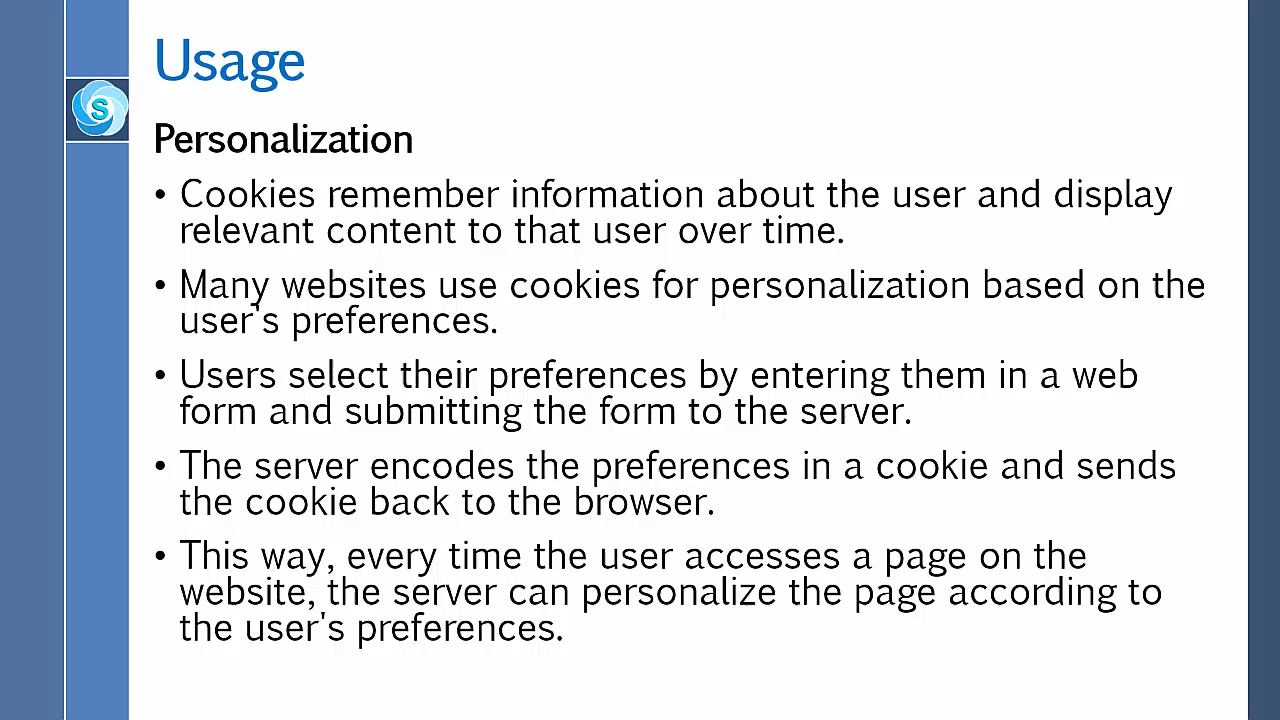 Usage
S
Personalization
• Cookies remember information about the user and display
relevant content to that user over time.
• Many websites use cookies for personalization based on the
user's preferences.
• Users select their preferences by entering them in a web
form and submitting the form to the server.
• The server encodes the preferences in a cookie and sends
the cookie back to the browser.
• This way, every time the user accesses a page on the
website, the server can personalize the page according to
the user's preferences.